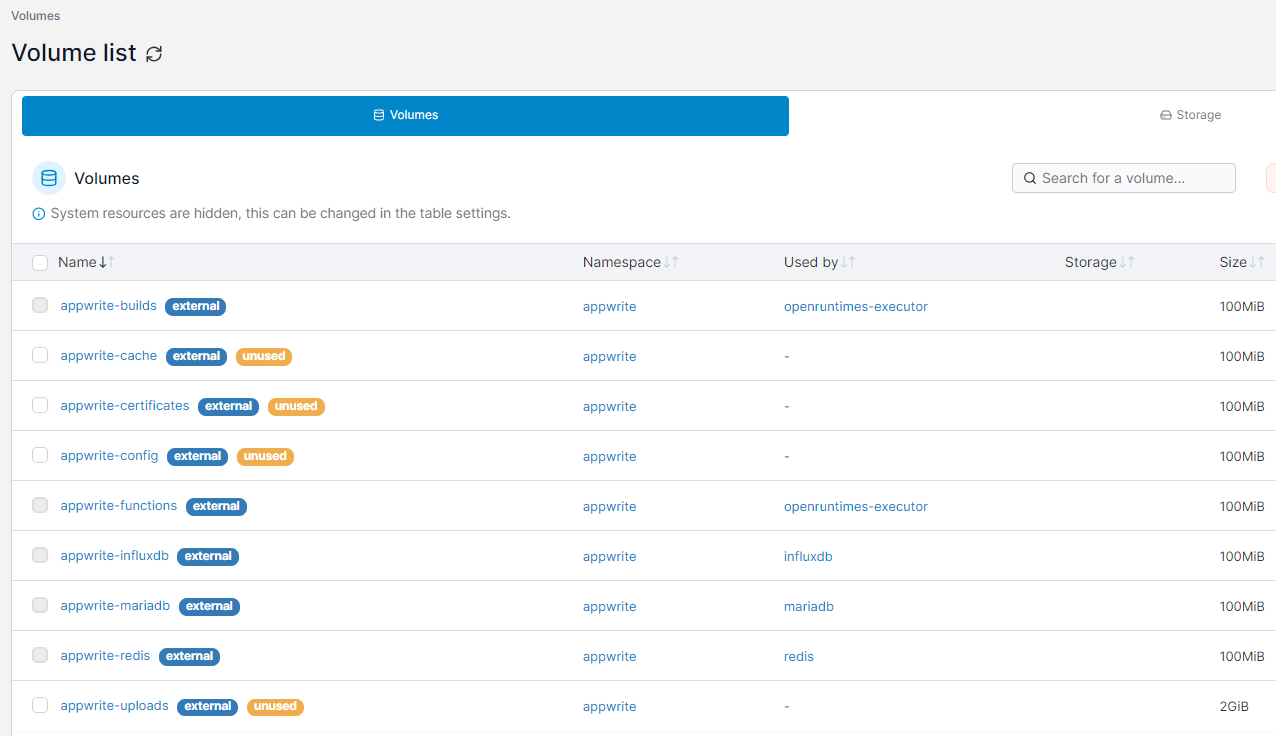 Volumes
Volume list
Volumes Storage
Volumes Search for a volume...
System resources are hidden, this can be changed in the table settings.
Name Namespace Used by Storage Size
appwrite-builds external appwrite openruntimes-executor 100MiB
appwrite-cache external unused appwrite - 100MiB
appwrite-certificates external unused appwrite - 100MiB
appwrite-config external unused appwrite - 100MiB
appwrite-functions external appwrite openruntimes-executor 100MiB
appwrite-influxdb external appwrite influxdb 100MiB
appwrite-mariadb external appwrite mariadb 100MiB
appwrite-redis external appwrite redis 100MiB
appwrite-uploads external unused appwrite - 2GiB